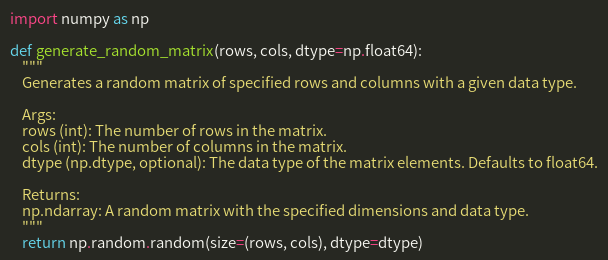 import numpy as np
def generate_random_matrix(rows, cols, dtype=np.float64):
"""
Generates a random matrix of specified rows and columns with a given data type.
Args:
rows (int): The number of rows in the matrix.
cols (int): The number of columns in the matrix.
dtype (np.dtype, optional): The data type of the matrix elements. Defaults to float64.
Returns:
np.ndarray: A random matrix with the specified dimensions and data type.
"""
return np.random.random(size=(rows, cols), dtype=dtype)